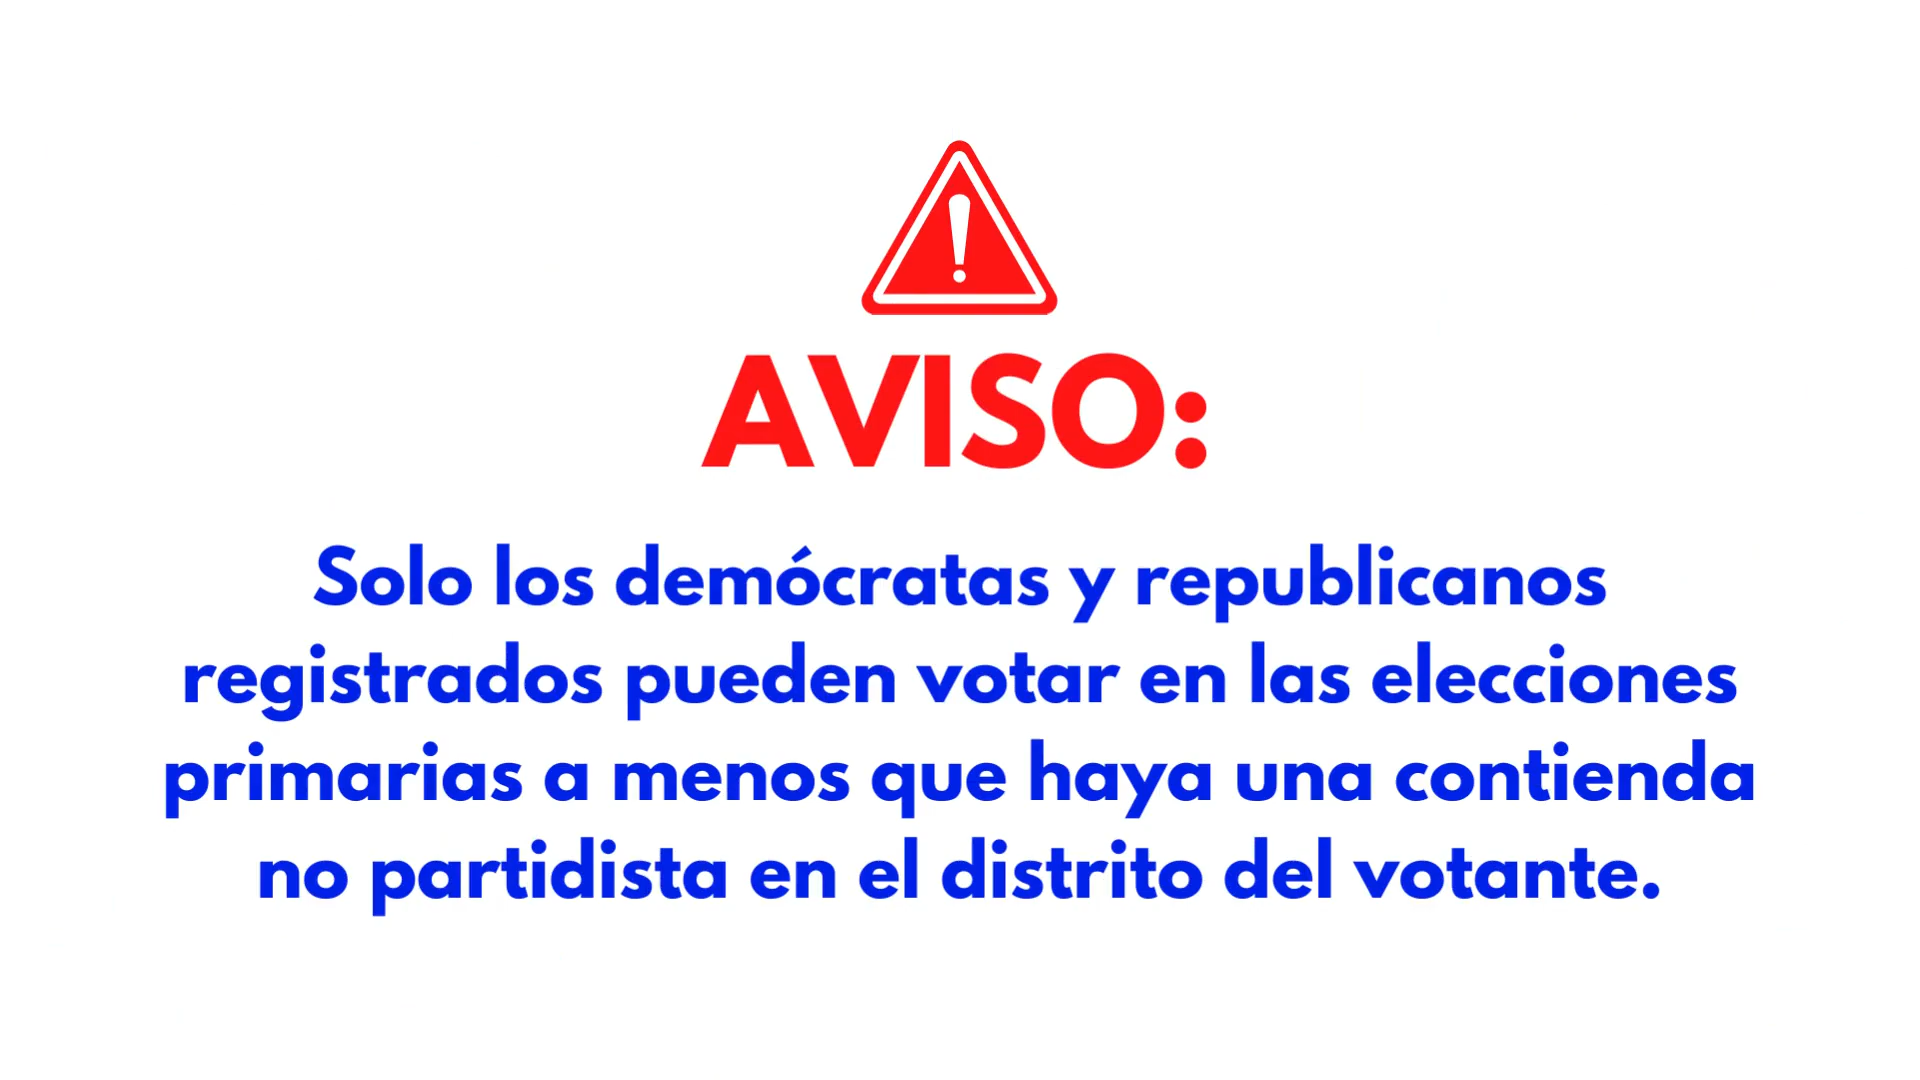 AVISO:
Solo los demócratas y republicanos
registrados pueden votar en las elecciones
primarias a menos que haya una contienda
no partidista en el distrito del votante.